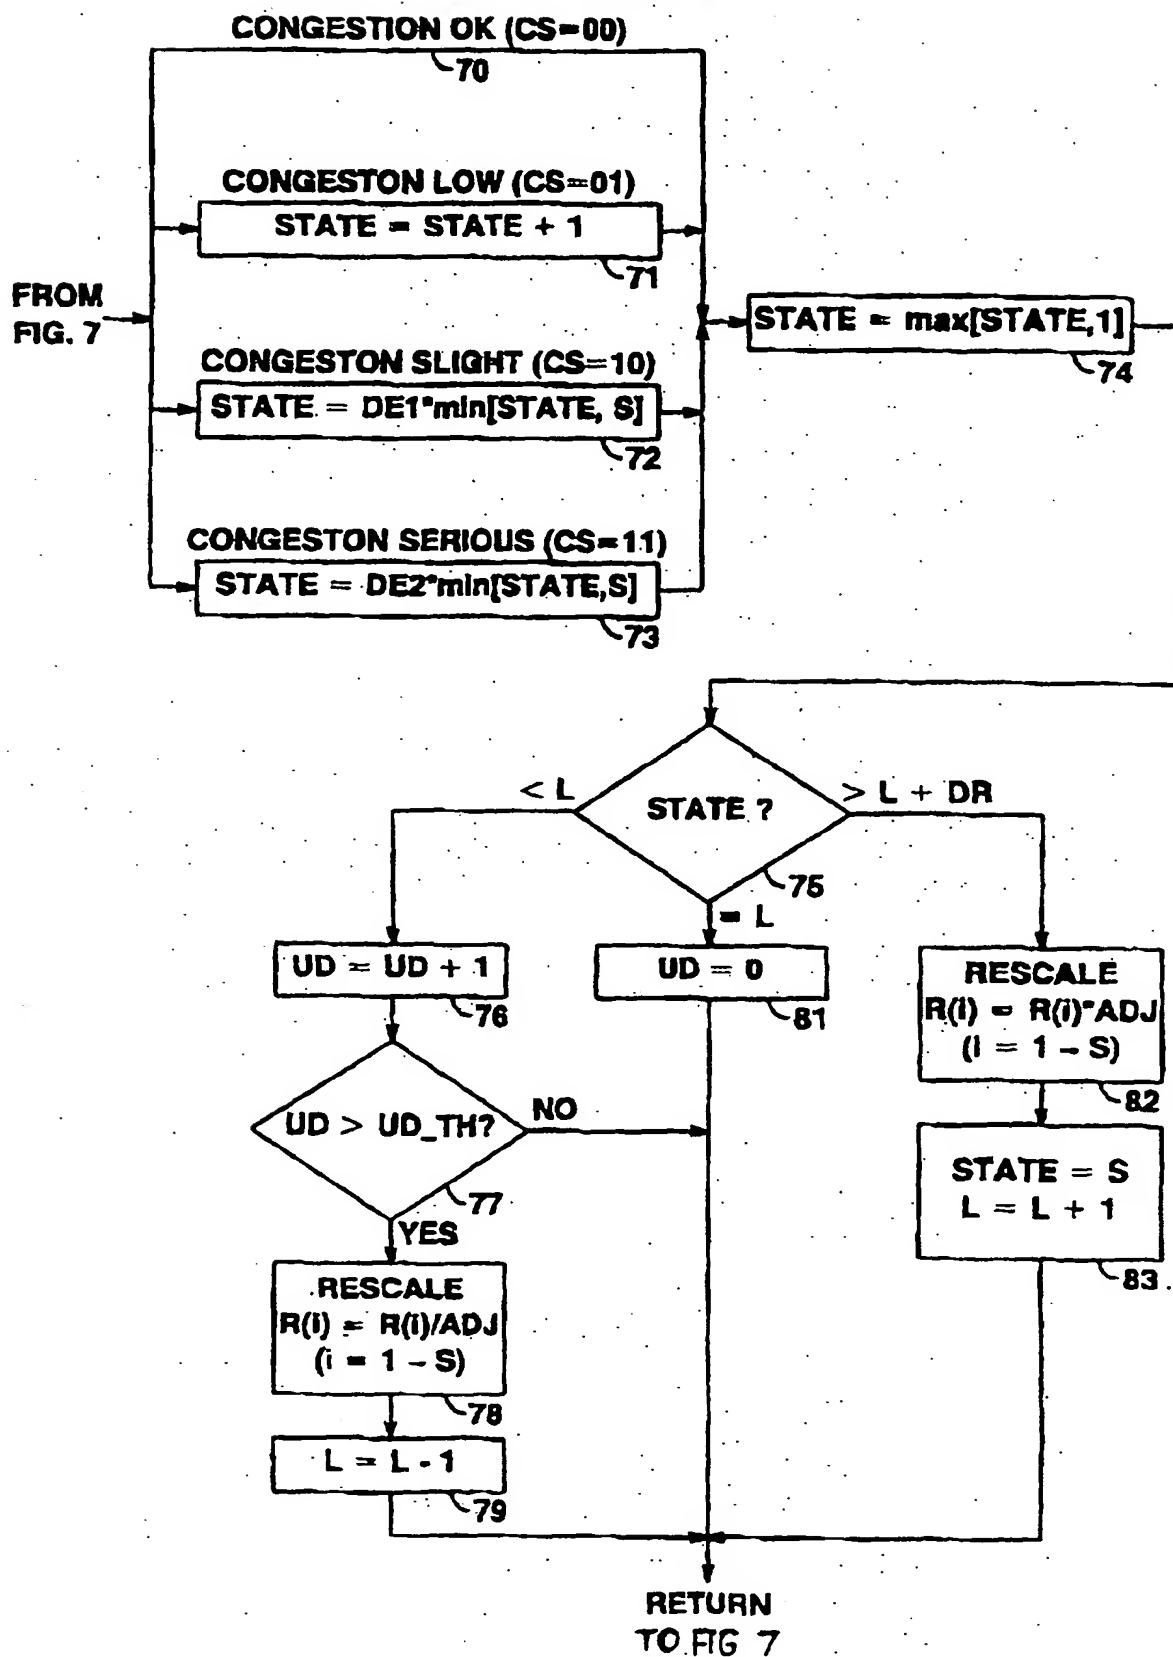 CONGESTION OK (CS=00)
70
CONGESTON LOW (CS=01)
STATE = STATE + 1
71
FROM
FIG. 7
CONGESTON SLIGHT (CS=10)
STATE = DE1*min[STATE, S]
72
CONGESTON SERIOUS (CS=11)
STATE = DE2*min[STATE,S]
73
STATE = max[STATE,1]
74
STATE ?
75
< L
> L + DR
= L
UD = UD + 1
76
UD = 0
81
RESCALE
R(i) = R(i)*ADJ
(i = 1 - S)
82
UD > UD_TH?
77
NO
YES
STATE = S
L = L + 1
83
RESCALE
R(i) = R(i)/ADJ
(i = 1 - S)
78
L = L - 1
79
RETURN
TO FIG 7